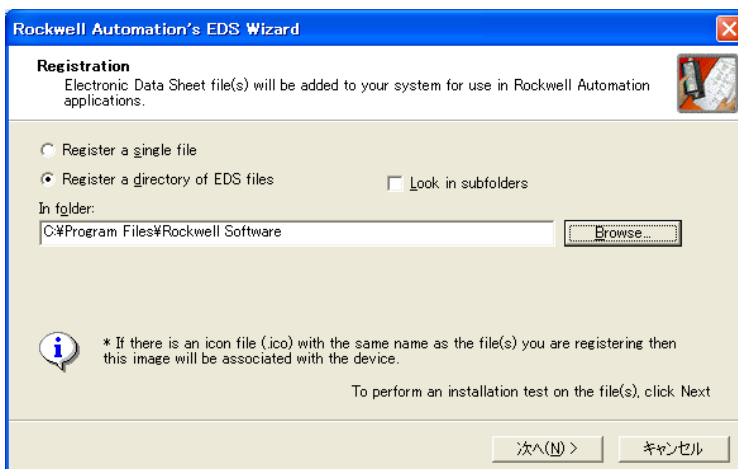 Rockwell Automation's EDS Wizard
Registration
Electronic Data Sheet file(s) will be added to your system for use in Rockwell Automation
applications.
Register a single file
Register a directory of EDS files
Look in subfolders
In folder:
C:¥Program Files¥Rockwell Software
Browse...
* If there is an icon file (.ico) with the same name as the file(s) you are registering then
this image will be associated with the device.
To perform an installation test on the file(s), click Next
次へ(N) >
キャンセル